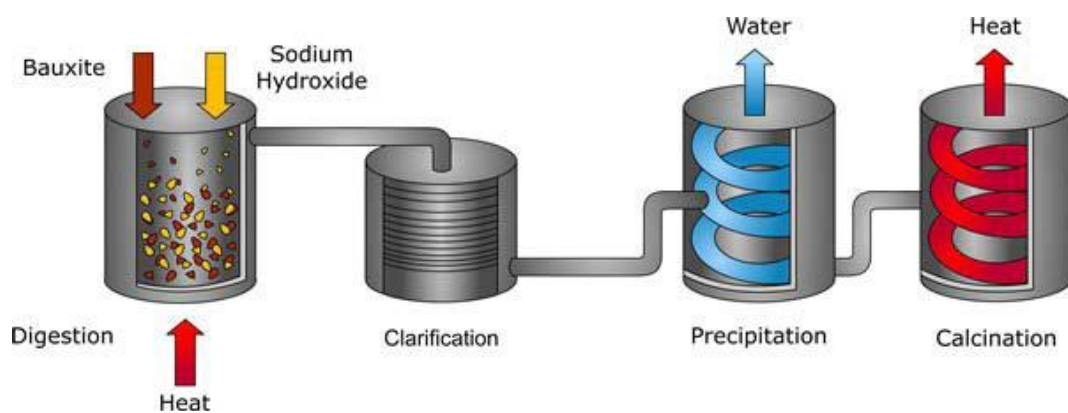 Bauxite
Sodium
Hydroxide
Water
Heat
Digestion
Clarification
Precipitation
Calcination
Heat